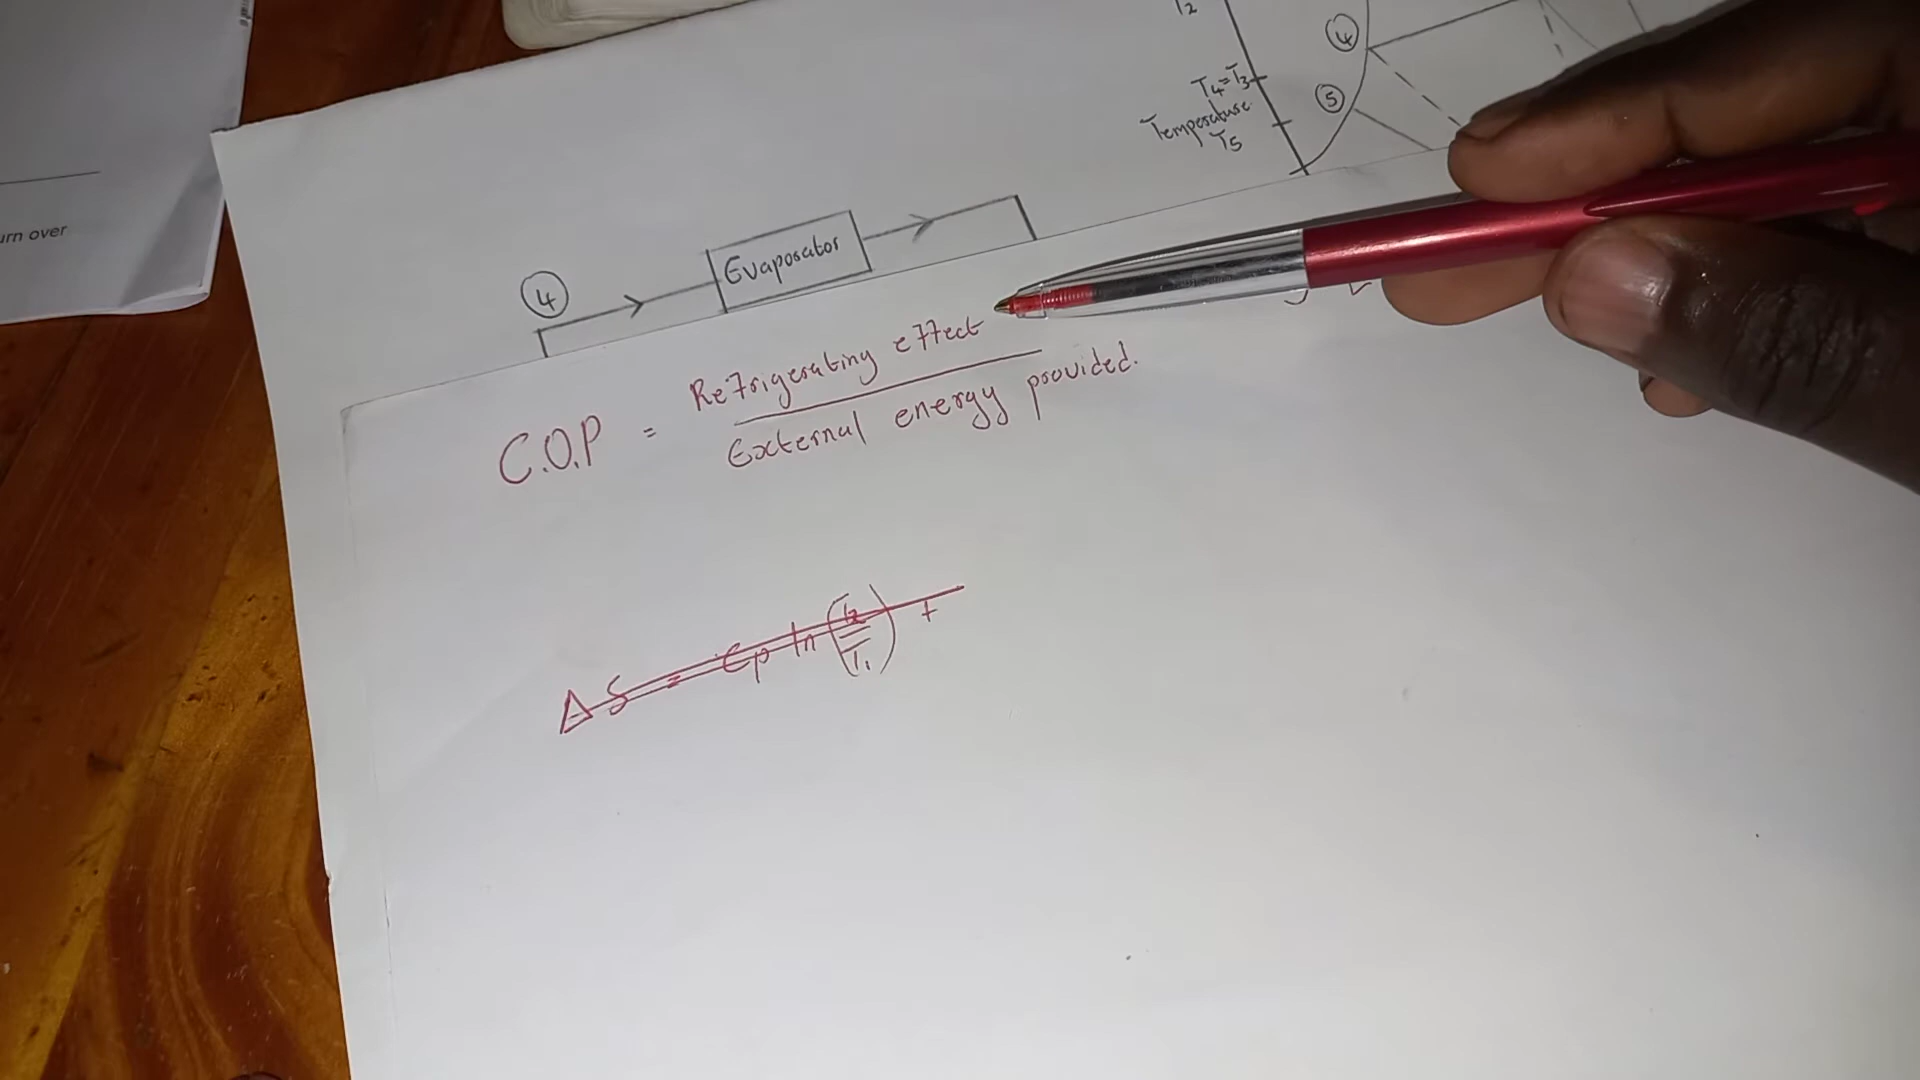 T2
4
T4=T3
5
Temperature
T5
urn over
Evaporator
4
C.O.P = Refrigerating effect
External energy provided.
ΔS = Cp ln (T2/T1) +